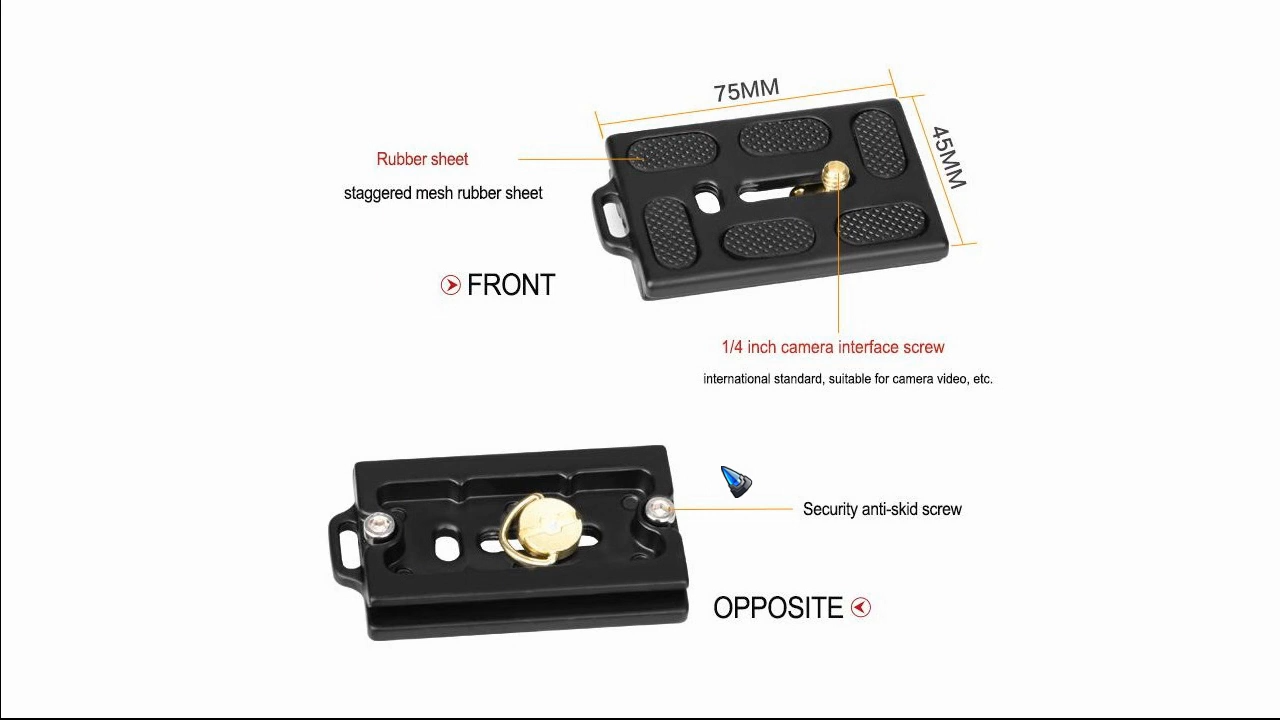 75MM
45MM
Rubber sheet
staggered mesh rubber sheet
FRONT
1/4 inch camera interface screw
international standard, suitable for camera video, etc.
Security anti-skid screw
OPPOSITE